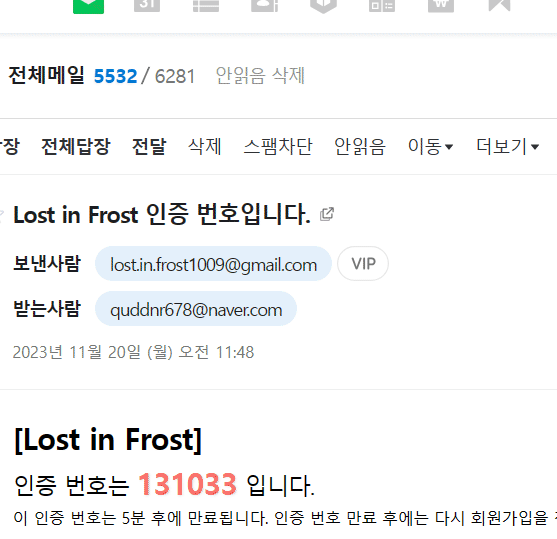 31
W
전체메일 5532 / 6281 안읽음 삭제
장 전체답장 전달 삭제 스팸차단 안읽음 이동 더보기
Lost in Frost 인증 번호입니다.
보낸사람 lost.in.frost1009@gmail.com VIP
받는사람 quddnr678@naver.com
2023년 11월 20일 (월) 오전 11:48
[Lost in Frost]
인증 번호는 131033 입니다.
이 인증 번호는 5분 후에 만료됩니다. 인증 번호 만료 후에는 다시 회원가입을